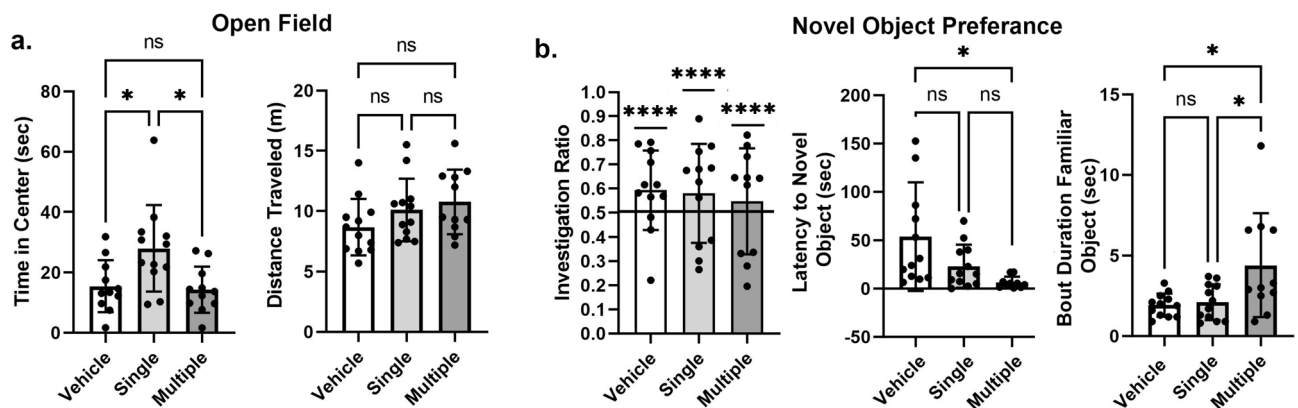 Open Field
Novel Object Preferance
a.
ns
*
*
Time in Center (sec)
80
60
40
20
0
Vehicle
Single
Multiple
ns
ns
ns
Distance Traveled (m)
20
15
10
5
0
Vehicle
Single
Multiple
b.
****
****
****
Investigation Ratio
1.0
0.9
0.8
0.7
0.6
0.5
0.4
0.3
0.2
0.1
0.0
Vehicle
Single
Multiple
*
ns
ns
Latency to Novel
Object (sec)
200
150
100
50
0
-50
Vehicle
Single
Multiple
*
ns
*
Bout Duration Familiar
Object (sec)
15
10
5
0
Vehicle
Single
Multiple